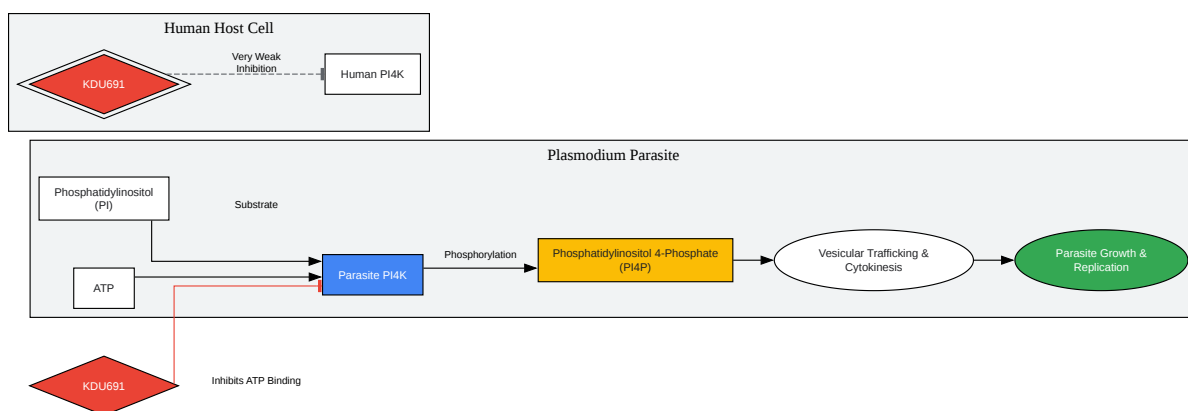 Human Host Cell
KDU691
Very Weak
Inhibition
Human PI4K
Plasmodium Parasite
Phosphatidylinositol
(PI)
Substrate
ATP
Parasite PI4K
Phosphorylation
Phosphatidylinositol 4-Phosphate
(PI4P)
Vesicular Trafficking &
Cytokinesis
Parasite Growth &
Replication
KDU691
Inhibits ATP Binding